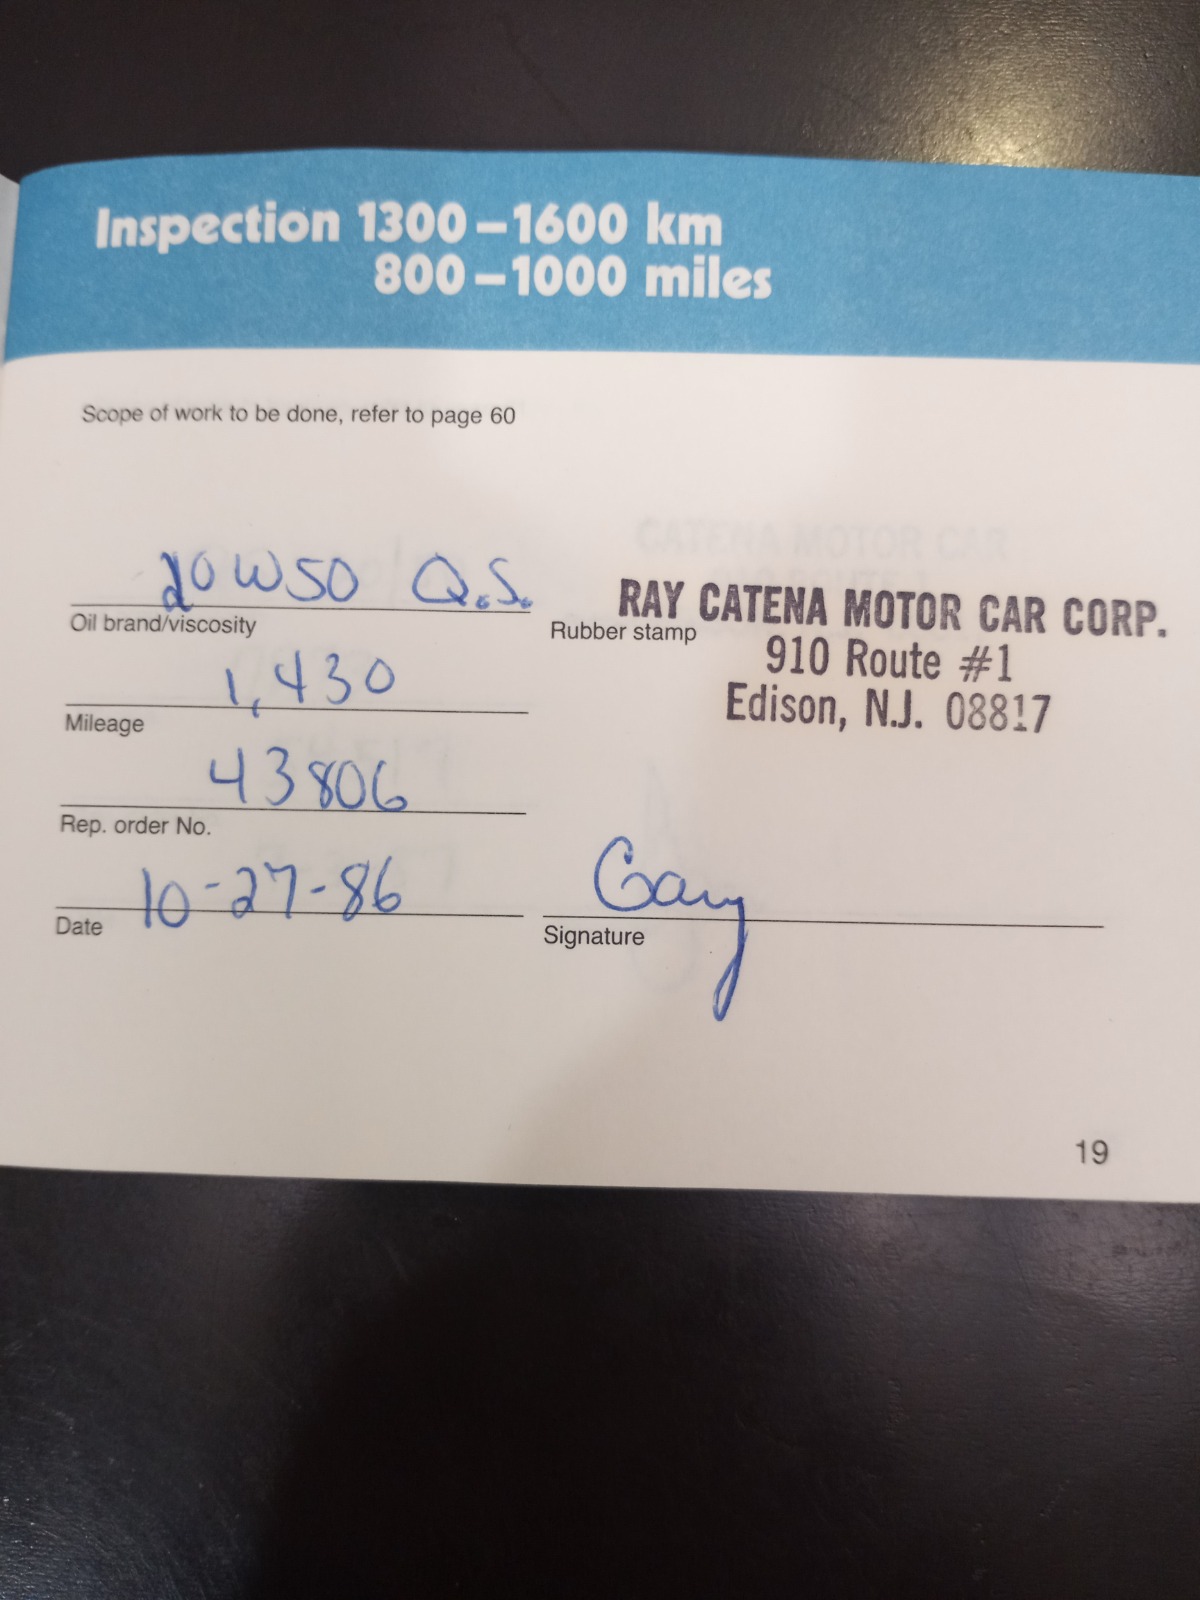 Inspection 1300–1600 km
800–1000 miles
Scope of work to be done, refer to page 60
20W50 Q.S.
Oil brand/viscosity
1,430
Mileage
43806
Rep. order No.
10-27-86
Date
RAY CATENA MOTOR CAR CORP.
Rubber stamp
910 Route #1
Edison, N.J. 08817
Gary
Signature
19